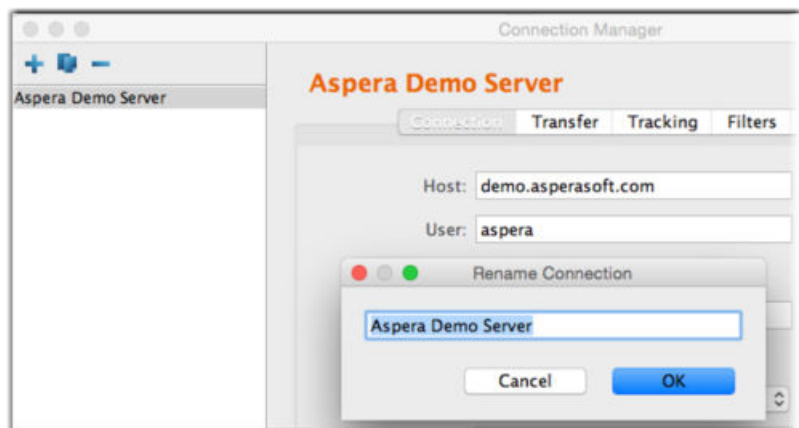 Connection Manager
Aspera Demo Server
Aspera Demo Server
Connection Transfer Tracking Filters
Host: demo.asperasoft.com
User: aspera
Rename Connection
Aspera Demo Server
Cancel OK